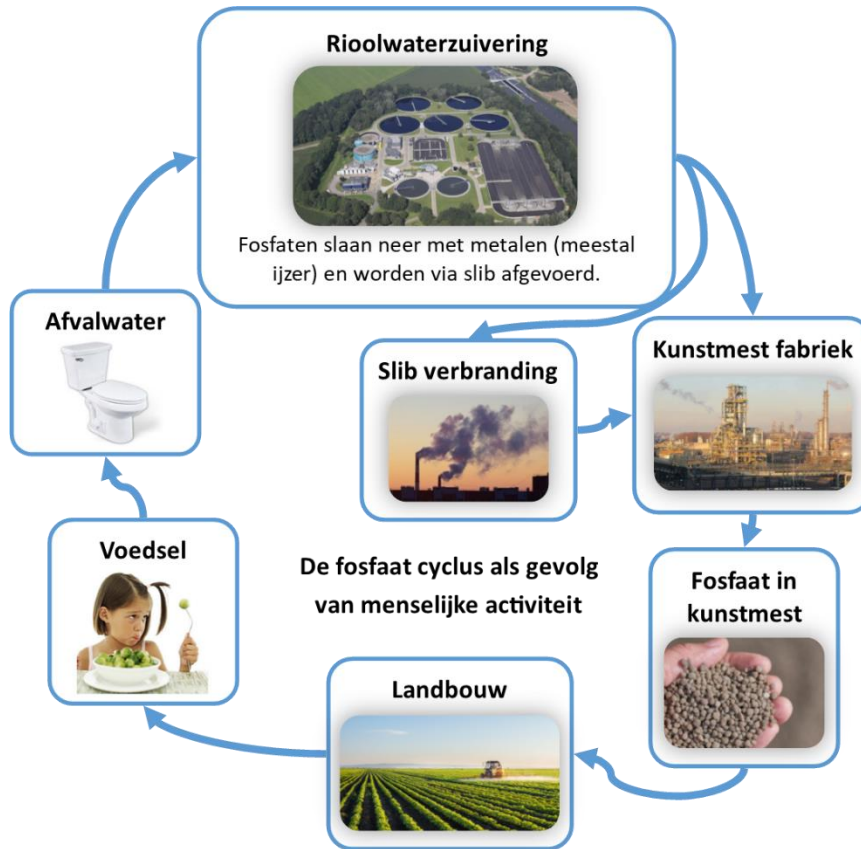 Rioolwaterzuivering
Fosfaten slaan neer met metalen (meestal
ijzer) en worden via slib afgevoerd.
Afvalwater
Slib verbranding
Kunstmest fabriek
Voedsel
De fosfaat cyclus als gevolg
van menselijke activiteit
Fosfaat in
kunstmest
Landbouw